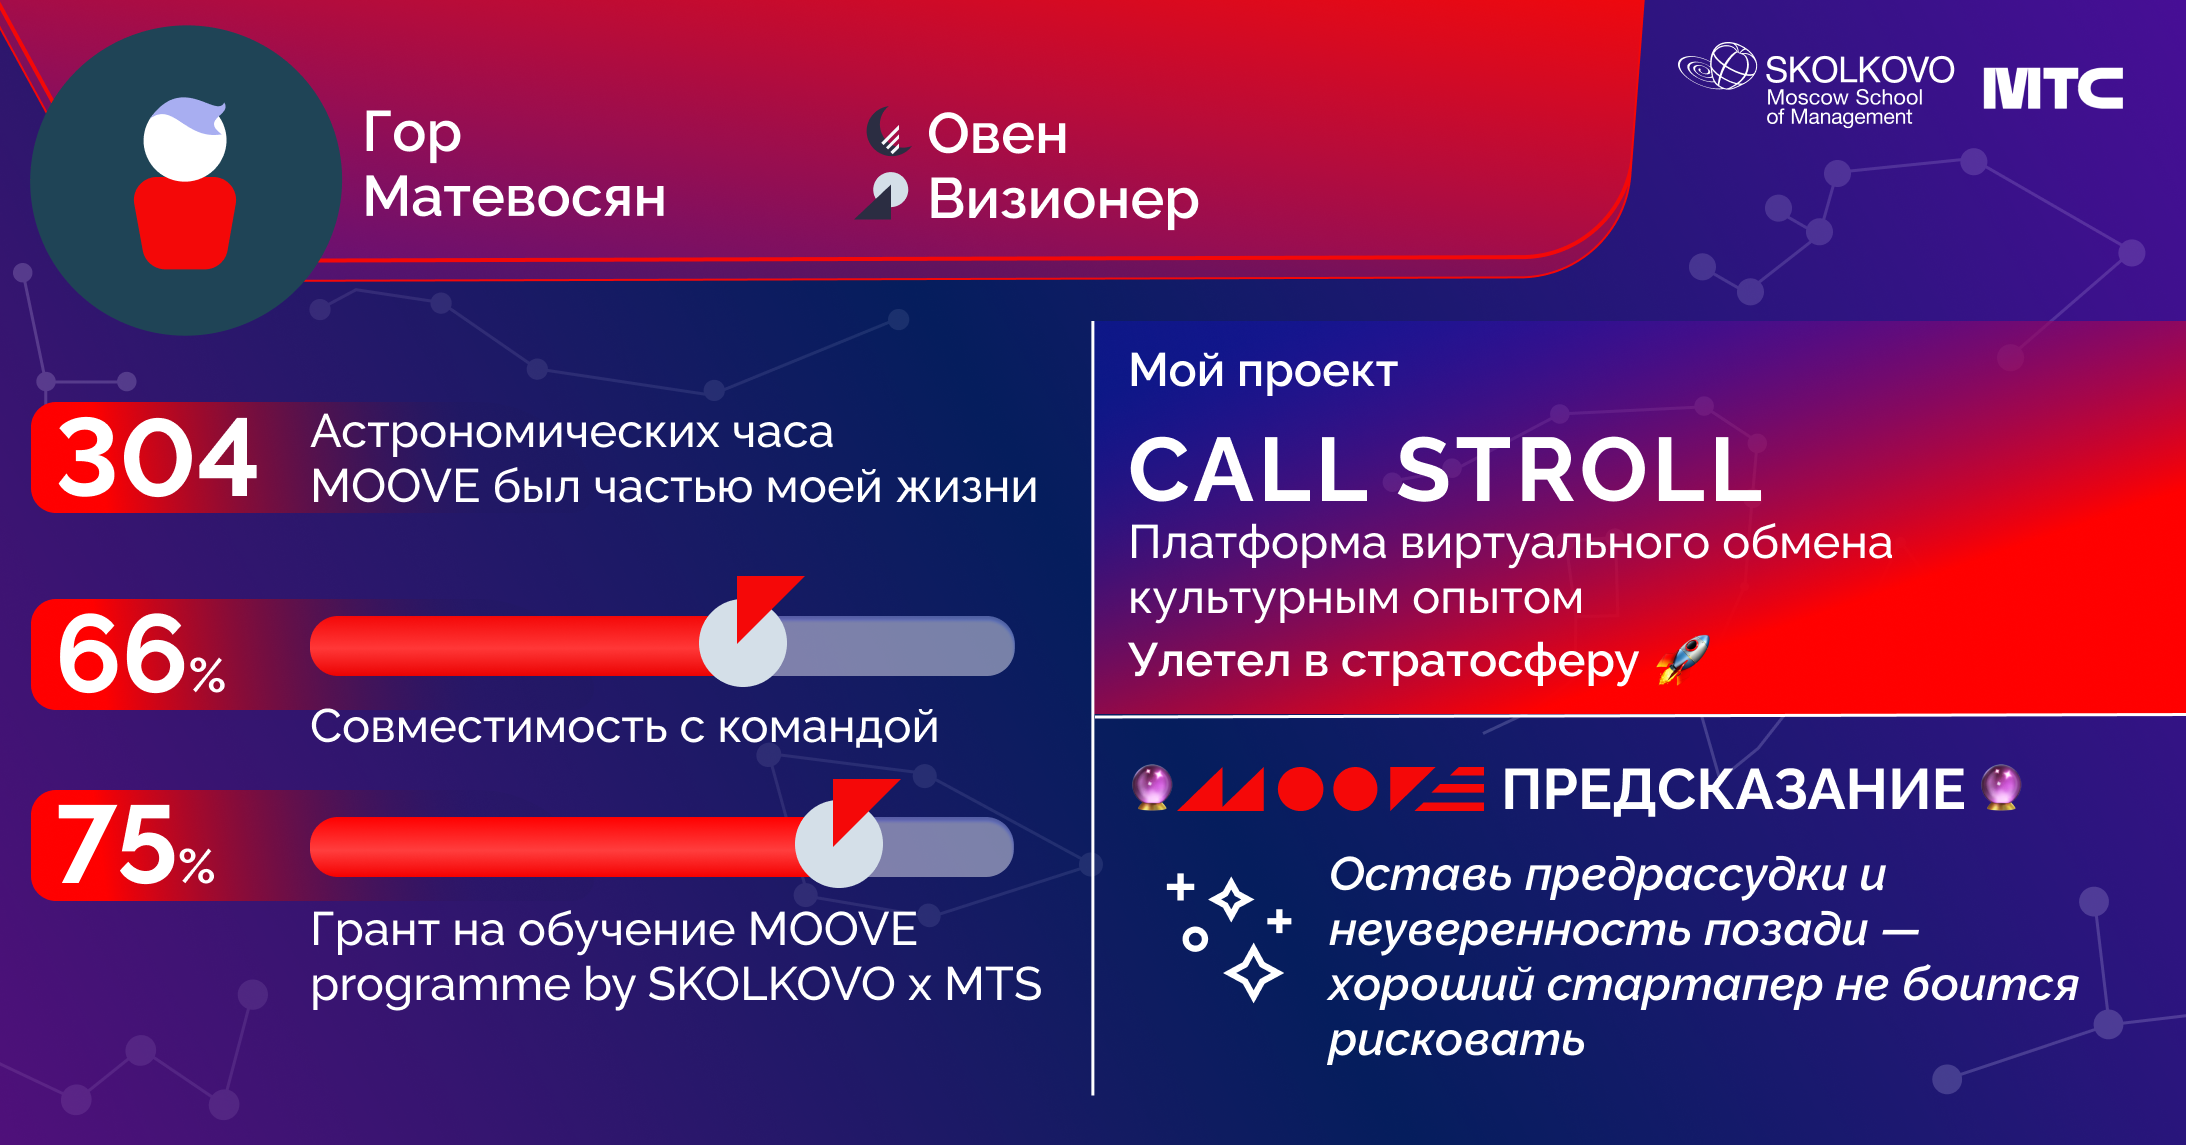 Гор
Матевосян
Овен
Визионер
SKOLKOVO
Moscow School
of Management
МТС
304
Астрономических часа
MOOVE был частью моей жизни
66%
Совместимость с командой
75%
Грант на обучение MOOVE
programme by SKOLKOVO x MTS
Мой проект
CALL STROLL
Платформа виртуального обмена
культурным опытом
Улетел в стратосферу 🚀
🔮 MOOVE ПРЕДСКАЗАНИЕ 🔮
Оставь предрассудки и
неуверенность позади —
хороший стартапер не боится
рисковать